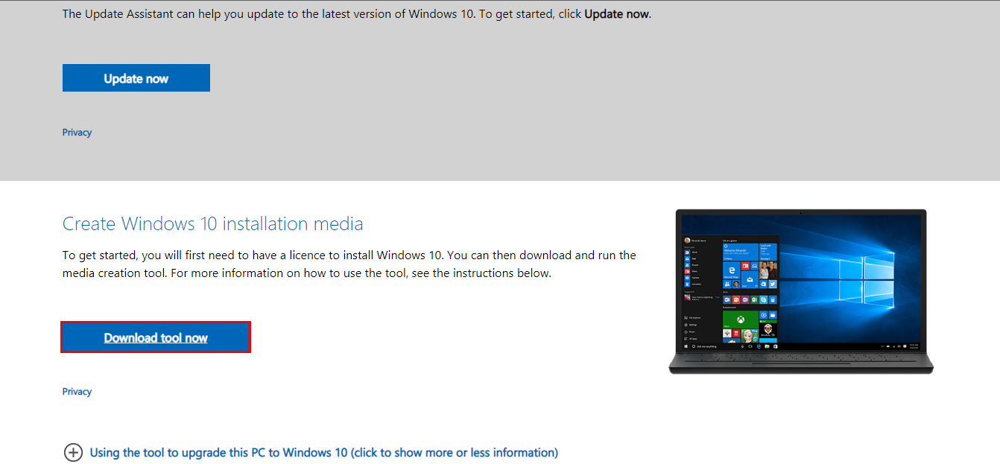 The Update Assistant can help you update to the latest version of Windows 10. To get started, click Update now.
Update now
Privacy
Create Windows 10 installation media
To get started, you will first need to have a licence to install Windows 10. You can then download and run the
media creation tool. For more information on how to use the tool, see the instructions below.
Download tool now
Privacy
Using the tool to upgrade this PC to Windows 10 (click to show more or less information)